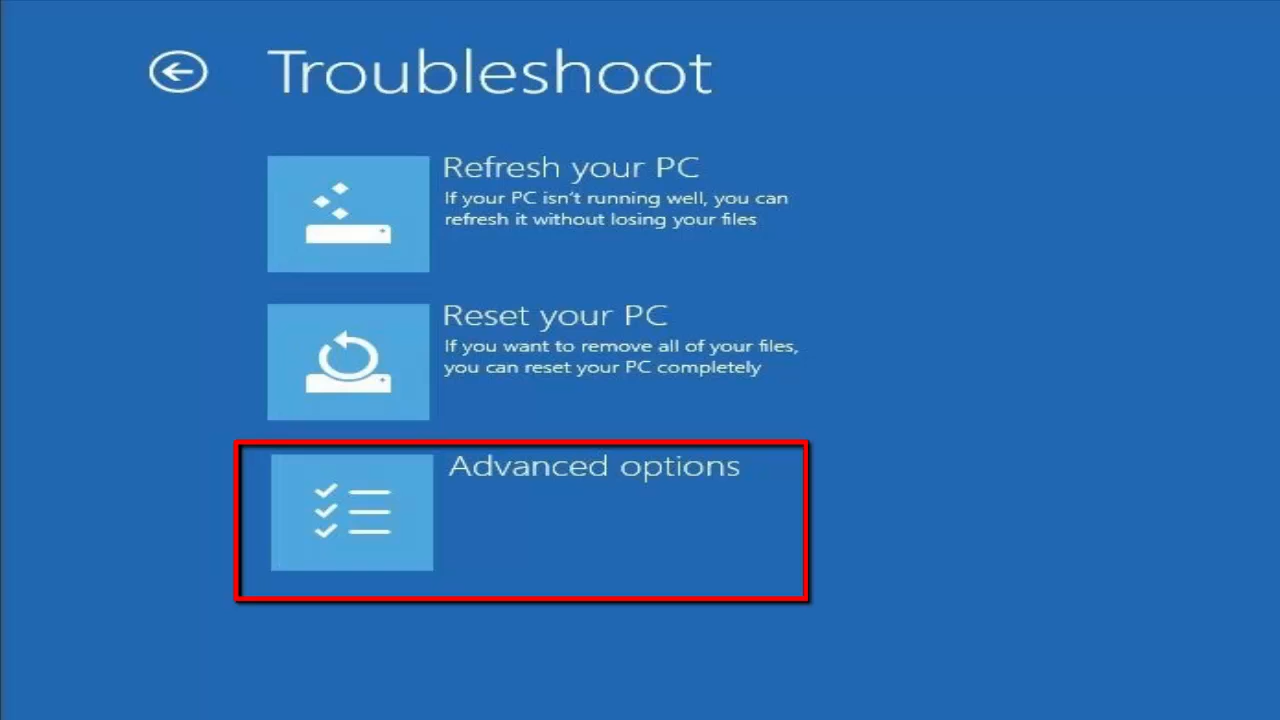 Troubleshoot
Refresh your PC
If your PC isn't running well, you can
refresh it without losing your files
Reset your PC
If you want to remove all of your files,
you can reset your PC completely
Advanced options